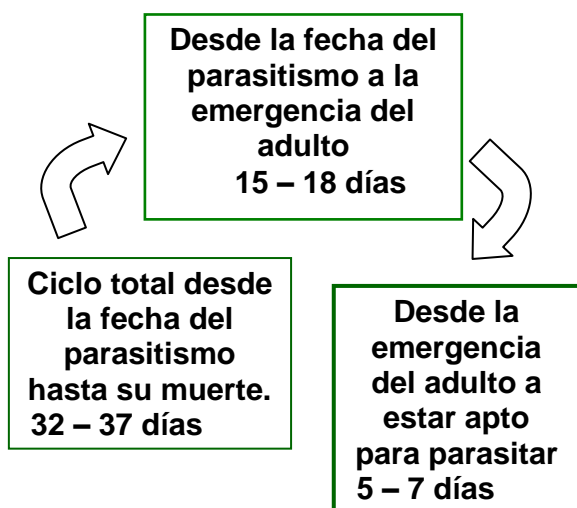 Desde la fecha del
parasitismo a la
emergencia del
adulto
15 – 18 días
Desde la
emergencia
del adulto a
estar apto
para parasitar
5 – 7 días
Ciclo total desde
la fecha del
parasitismo
hasta su muerte.
32 – 37 días